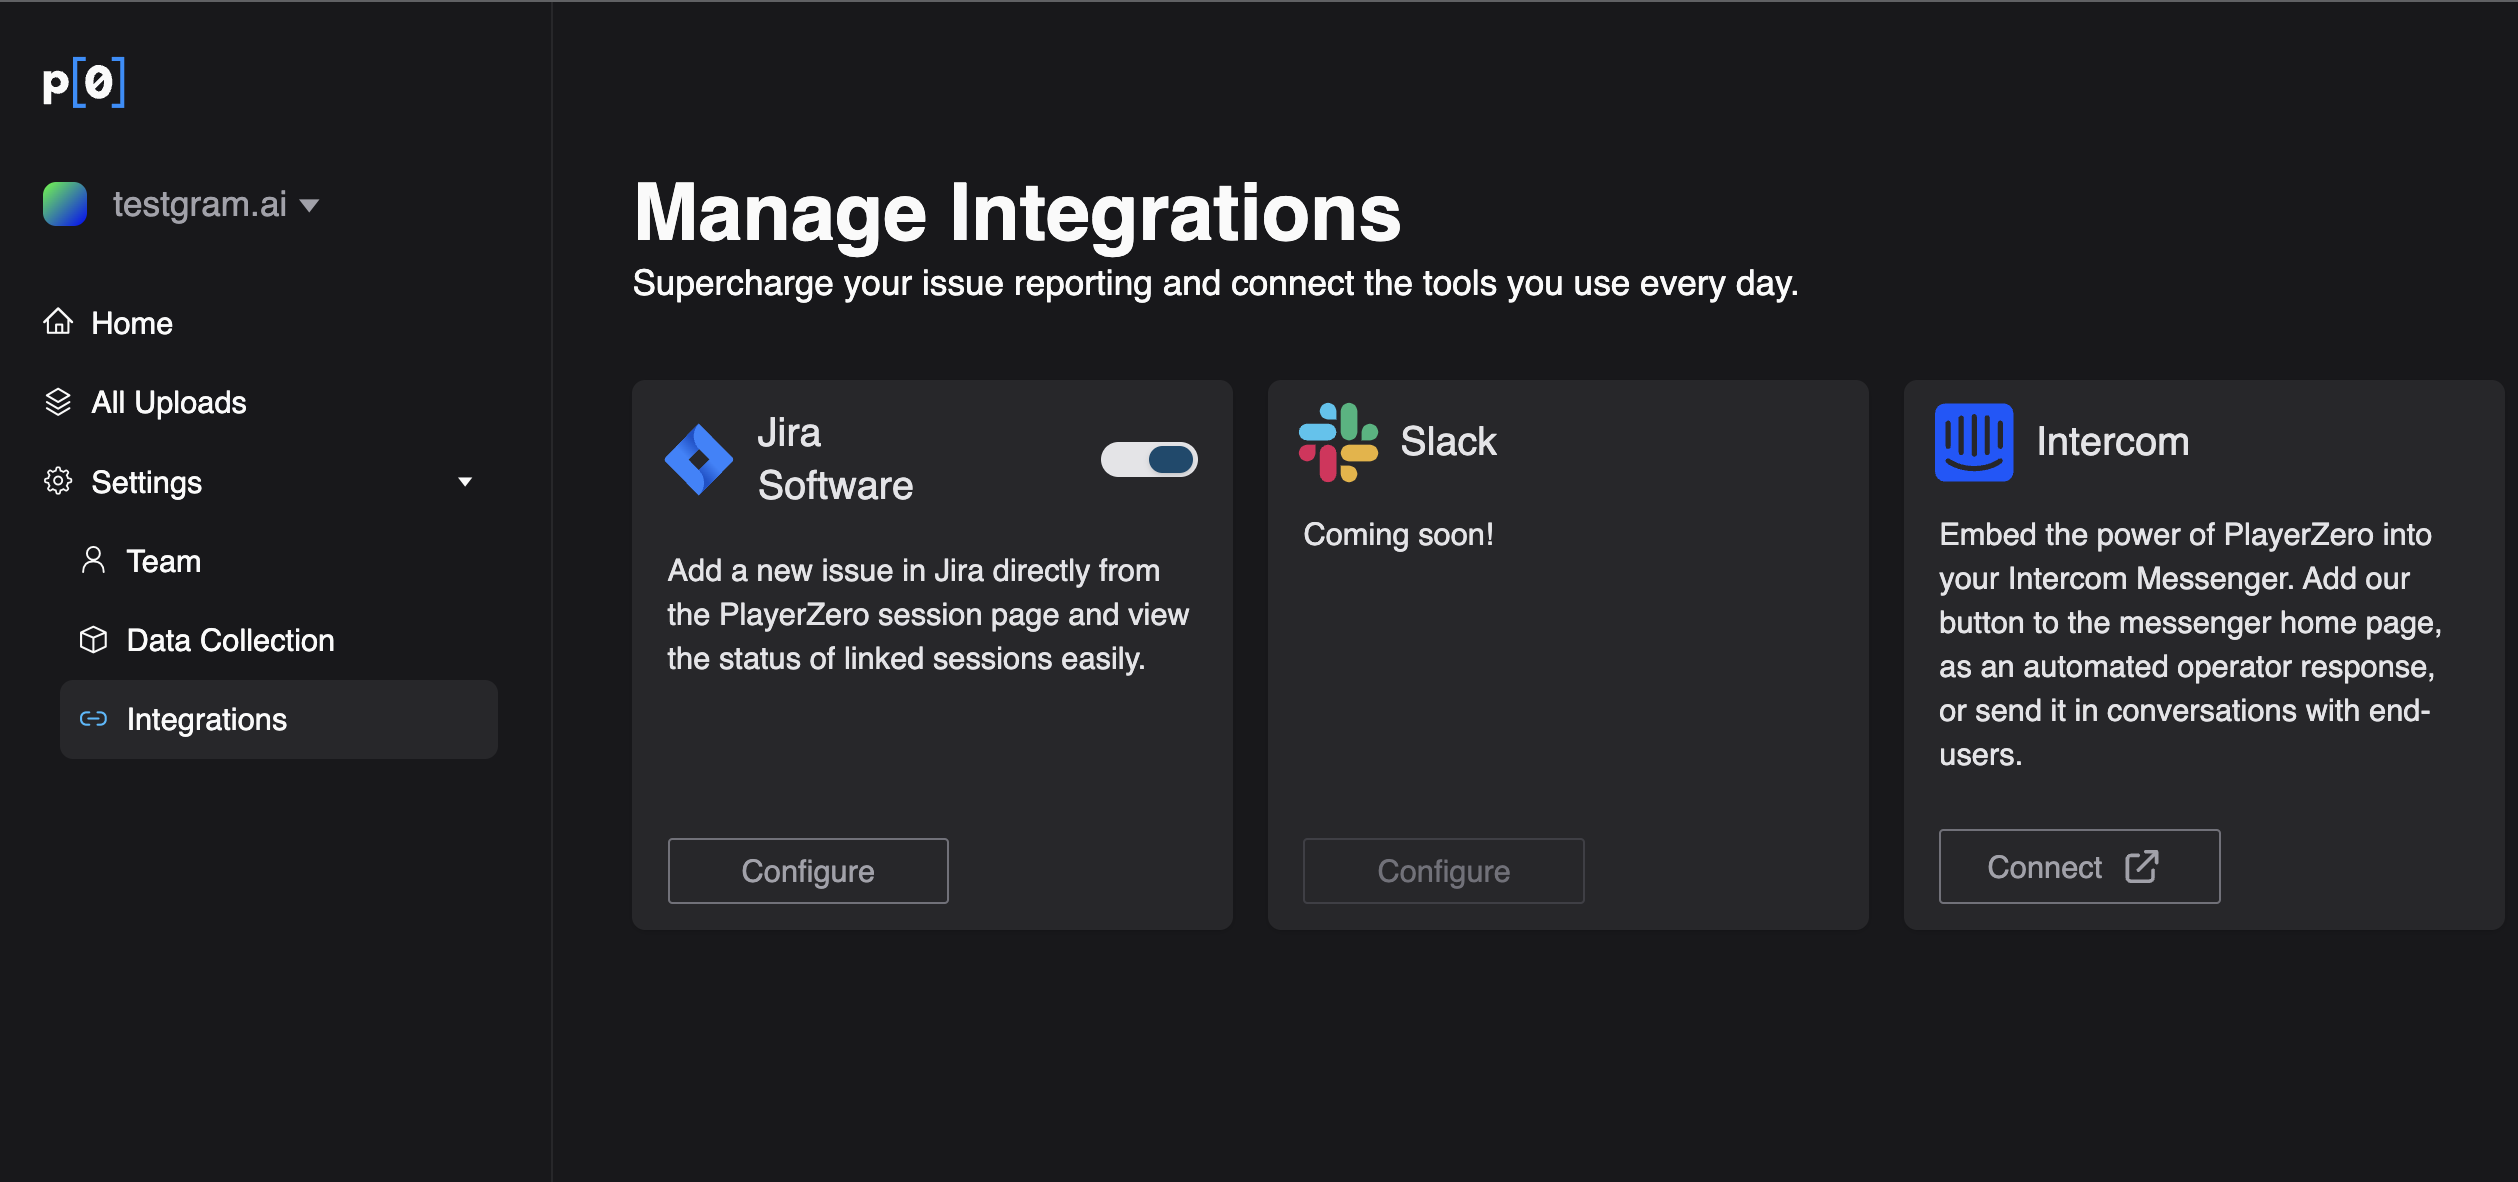 p[0]
testgram.ai
Home
All Uploads
Settings
Team
Data Collection
Integrations
Manage Integrations
Supercharge your issue reporting and connect the tools you use every day.
Jira
Software
Add a new issue in Jira directly from
the PlayerZero session page and view
the status of linked sessions easily.
Configure
Slack
Coming soon!
Configure
Intercom
Embed the power of PlayerZero into
your Intercom Messenger. Add our
button to the messenger home page,
as an automated operator response,
or send it in conversations with end-
users.
Connect